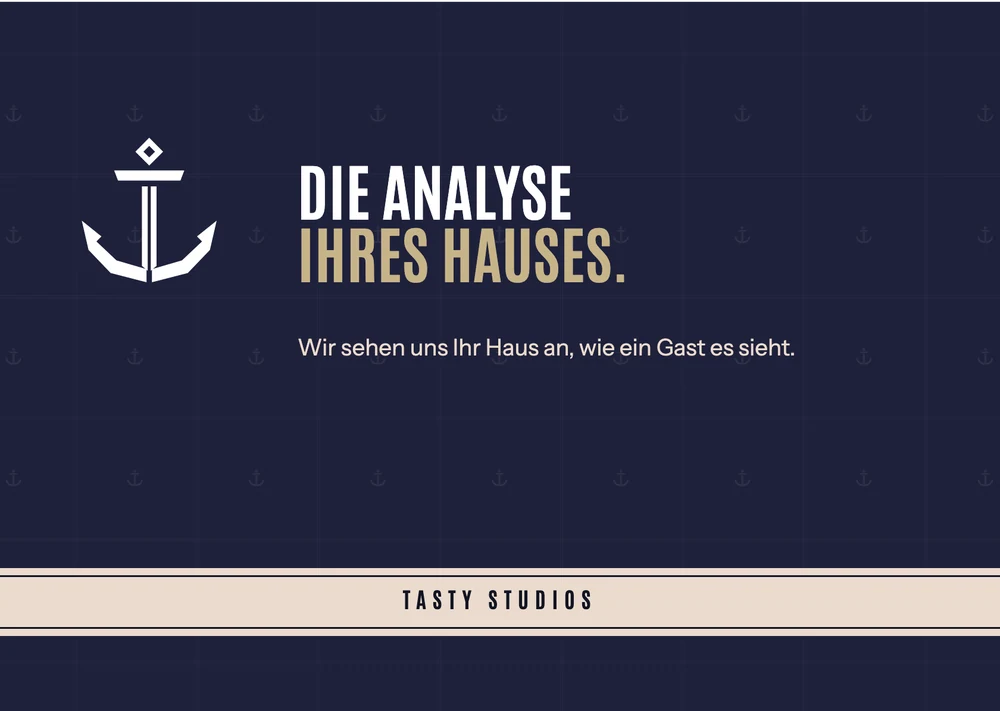 DIE ANALYSE
IHRES HAUSES.
Wir sehen uns Ihr Haus an, wie ein Gast es sieht.
TASTY STUDIOS